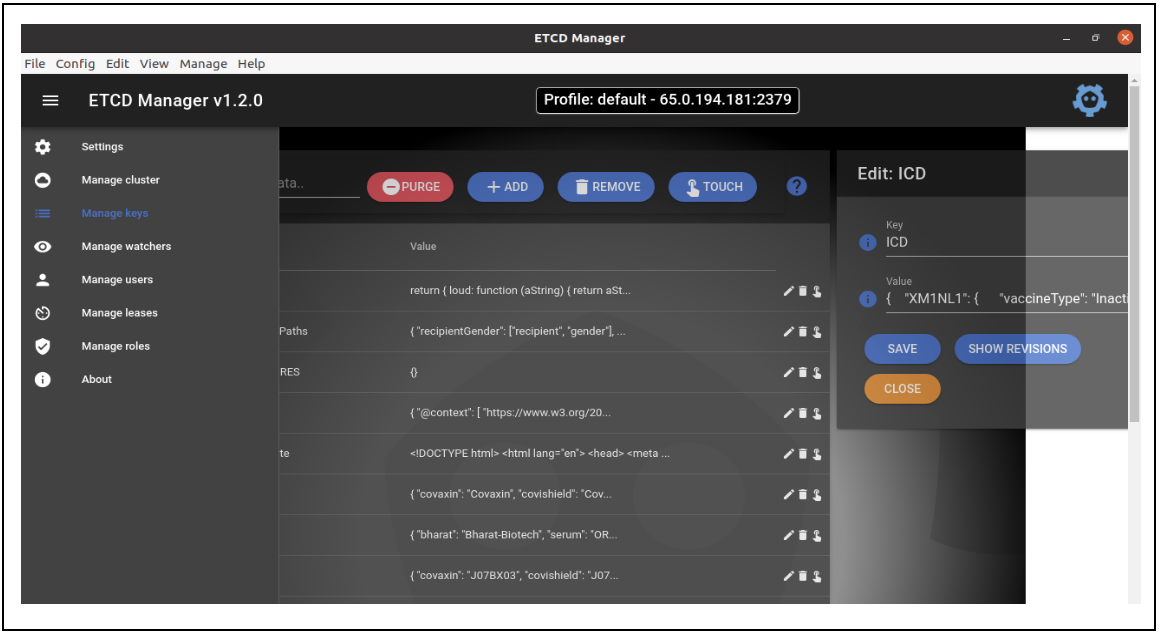 ETCD Manager
File Config Edit View Manage Help
ETCD Manager v1.2.0
Profile: default - 65.0.194.181:2379
Settings
Manage cluster
Manage keys
Manage watchers
Manage users
Manage leases
Manage roles
About
ata..
PURGE
+ ADD
REMOVE
TOUCH
?
Value
return { loud: function (aString) { return aSt...
Paths
{ "recipientGender": ["recipient", "gender"], ...
RES
{}
{ "@context": [ "https://www.w3.org/20...
te
<!DOCTYPE html> <html lang="en"> <head> <meta ...
{ "covaxin": "Covaxin", "covishield": "Cov...
{ "bharat": "Bharat-Biotech", "serum": "OR...
{ "covaxin": "J07BX03", "covishield": "J07...
Edit: ICD
Key
ICD
Value
{ "XM1NL1": { "vaccineType": "Inacti
SAVE
SHOW REVISIONS
CLOSE